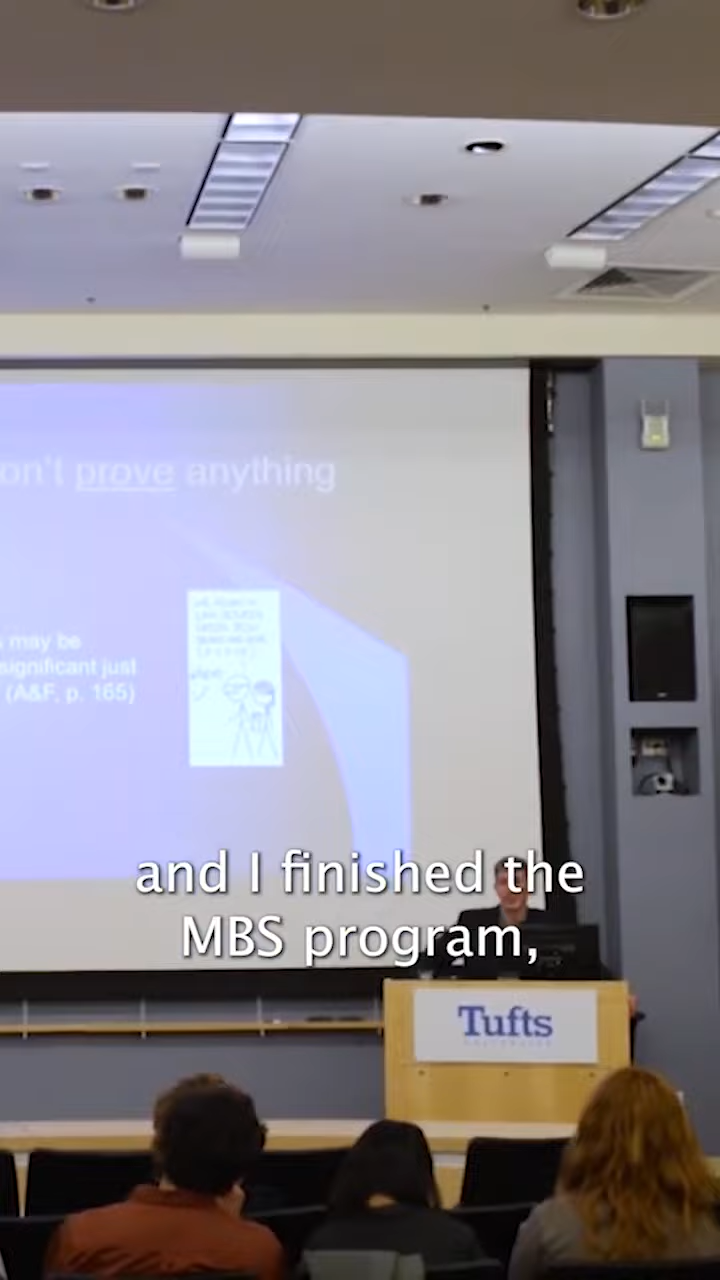 on't prove anything
may be
significant just
(A&F, p. 165)
and I finished the
MBS program,
Tufts